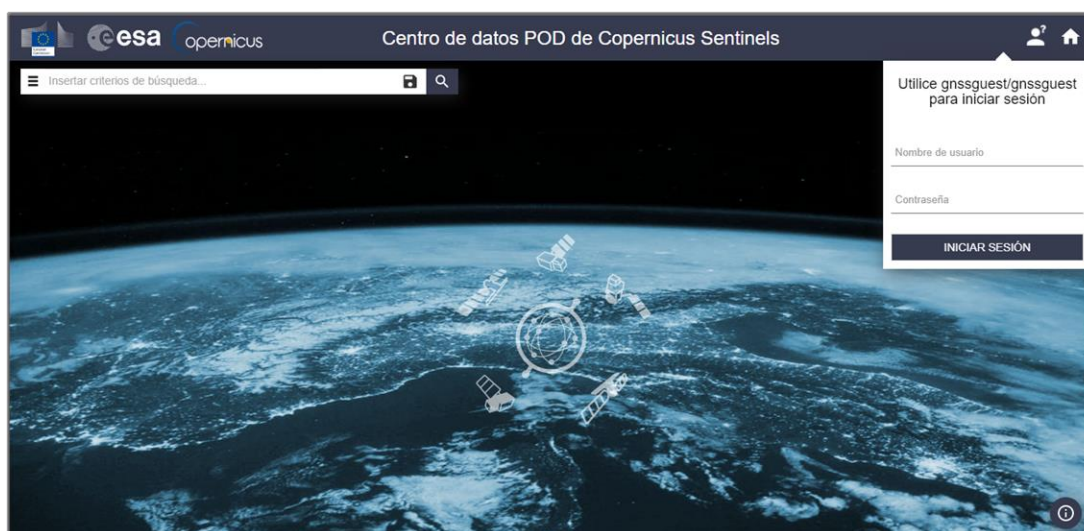 esa
opernicus
Centro de datos POD de Copernicus Sentinels
?
Insertar criterios de búsqueda...
Utilice gnssguest/gnssguest
para iniciar sesión
Nombre de usuario
Contraseña
INICIAR SESIÓN